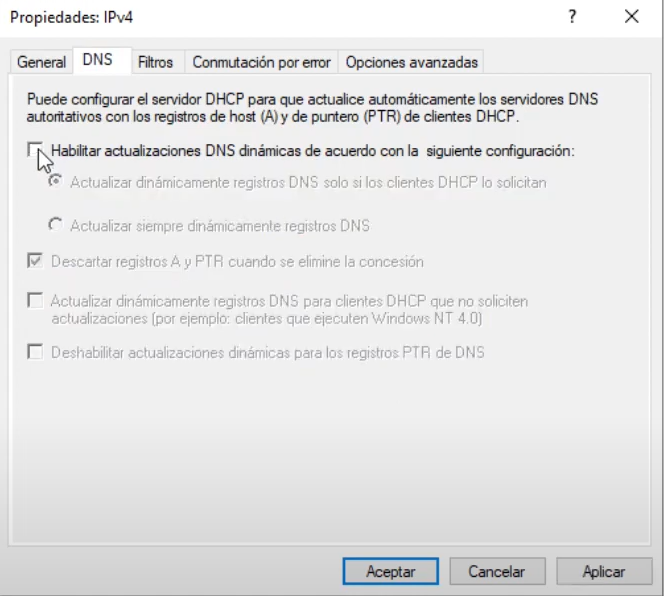 Propiedades: IPv4
General DNS Filtros Conmutación por error Opciones avanzadas
Puede configurar el servidor DHCP para que actualice automáticamente los servidores DNS
autoritativos con los registros de host (A) y de puntero (PTR) de clientes DHCP.
Habilitar actualizaciones DNS dinámicas de acuerdo con la siguiente configuración:
Actualizar dinámicamente registros DNS solo si los clientes DHCP lo solicitan
Actualizar siempre dinámicamente registros DNS
Descartar registros A y PTR cuando se elimine la concesión
Actualizar dinámicamente registros DNS para clientes DHCP que no soliciten
actualizaciones (por ejemplo: clientes que ejecuten Windows NT 4.0)
Deshabilitar actualizaciones dinámicas para los registros PTR de DNS
Aceptar Cancelar Aplicar